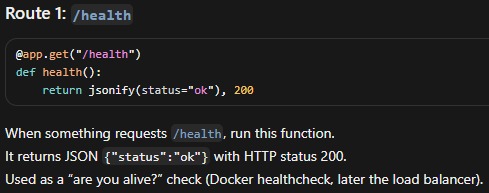 Route 1: /health
@app.get("/health")
def health():
    return jsonify(status="ok"), 200
When something requests /health, run this function.
It returns JSON {"status":"ok"} with HTTP status 200.
Used as a “are you alive?” check (Docker healthcheck, later the load balancer).